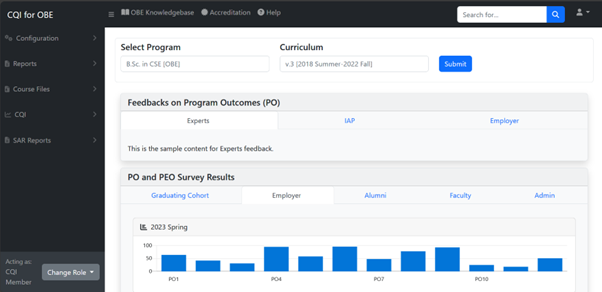 CQI for OBE
OBE Knowledgebase Accreditation Help
Search for...
Configuration
Reports
Course Files
CQI
SAR Reports
Acting as:
CQI
Member
Change Role
Select Program Curriculum
B.Sc. in CSE [OBE] v.3 [2018 Summer-2022 Fall] Submit
Feedbacks on Program Outcomes (PO)
Experts IAP Employer
This is the sample content for Experts feedback.
PO and PEO Survey Results
Graduating Cohort Employer Alumni Faculty Admin
2023 Spring
100
50
0
PO1 PO4 PO7 PO10